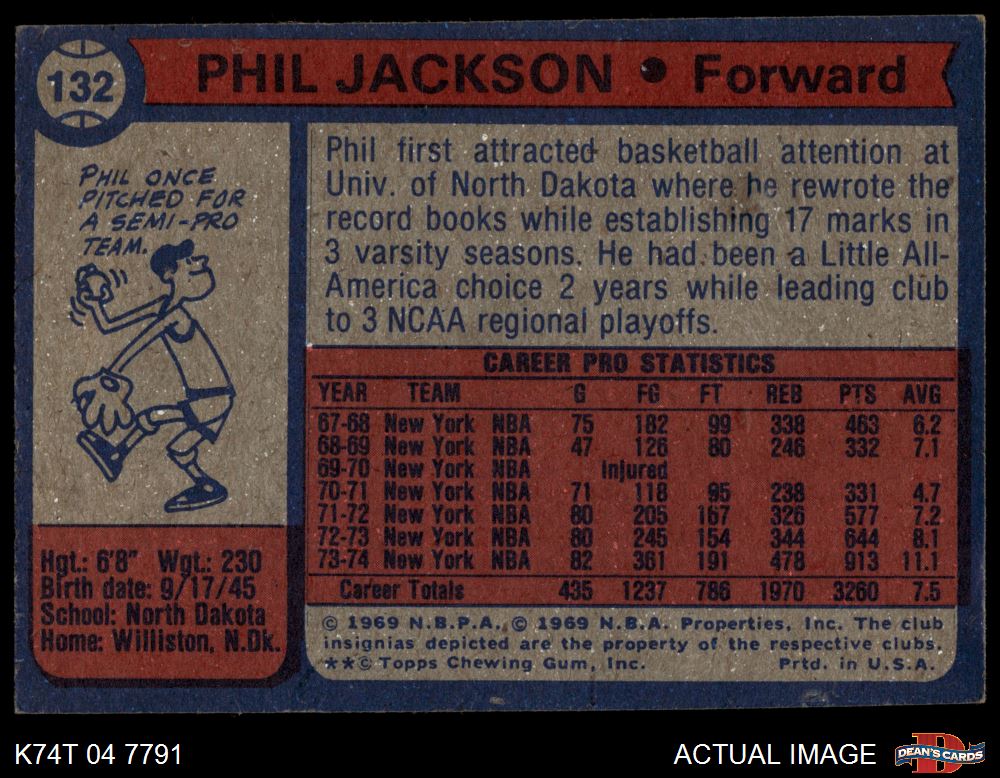 132
PHIL JACKSON • Forward
PHIL ONCE
PITCHED FOR
A SEMI-PRO
TEAM.
Phil first attracted basketball attention at
Univ. of North Dakota where he rewrote the
record books while establishing 17 marks in
3 varsity seasons. He had been a Little All-
America choice 2 years while leading club
to 3 NCAA regional playoffs.
CAREER PRO STATISTICS
YEAR TEAM G FG FT REB PTS AVG
67-68 New York NBA 75 182 99 338 463 6.2
68-69 New York NBA 47 126 80 246 332 7.1
69-70 New York NBA Injured
70-71 New York NBA 71 118 95 238 331 4.7
71-72 New York NBA 80 205 167 326 577 7.2
72-73 New York NBA 80 245 154 344 644 8.1
73-74 New York NBA 82 361 191 478 913 11.1
Career Totals 435 1237 786 1970 3260 7.5
Hgt.: 6'8" Wgt.: 230
Birth date: 9/17/45
School: North Dakota
Home: Williston, N.Dk.
© 1969 N.B.P.A., © 1969 N.B.A. Properties, Inc. The club
insignias depicted are the property of the respective clubs.
**© Topps Chewing Gum, Inc. Prtd. in U.S.A.
K74T 04 7791
ACTUAL IMAGE
DEAN'S CARDS